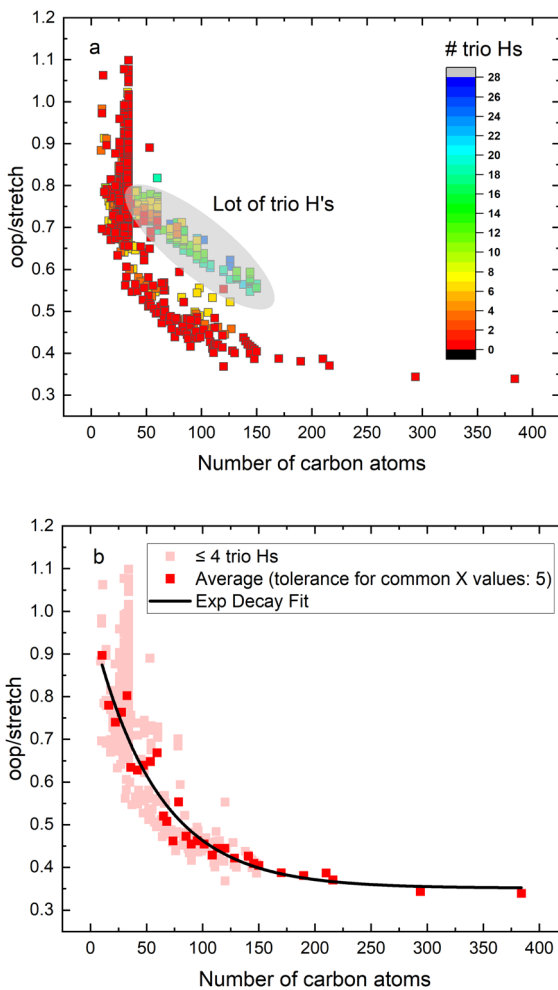 a
# trio Hs
Lot of trio H's
28
26
24
22
20
18
16
14
12
10
8
6
4
2
0
oop/stretch
1.2
1.1
1.0
0.9
0.8
0.7
0.6
0.5
0.4
0.3
0 50 100 150 200 250 300 350 400
Number of carbon atoms
b
≤ 4 trio Hs
Average (tolerance for common X values: 5)
Exp Decay Fit
oop/stretch
1.2
1.1
1.0
0.9
0.8
0.7
0.6
0.5
0.4
0.3
0 50 100 150 200 250 300 350 400
Number of carbon atoms